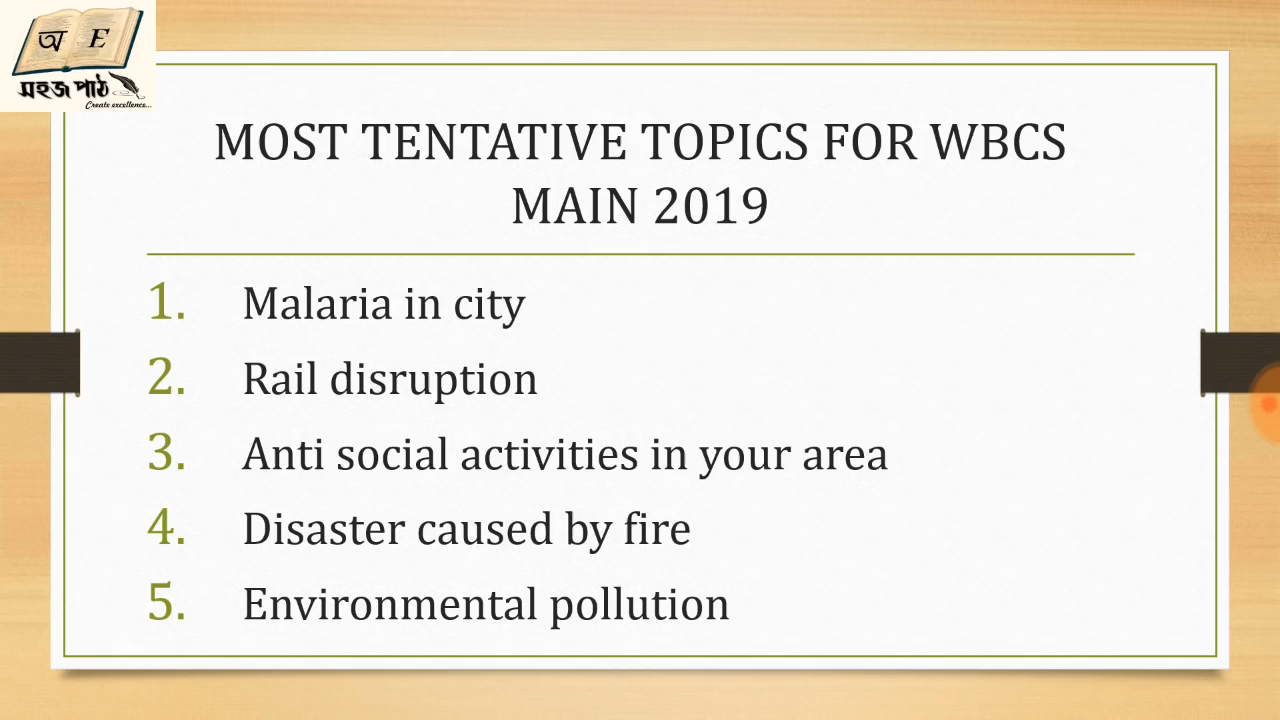 অ E
সহজ পাঠ
Create excellence...
MOST TENTATIVE TOPICS FOR WBCS
MAIN 2019
1. Malaria in city
2. Rail disruption
3. Anti social activities in your area
4. Disaster caused by fire
5. Environmental pollution